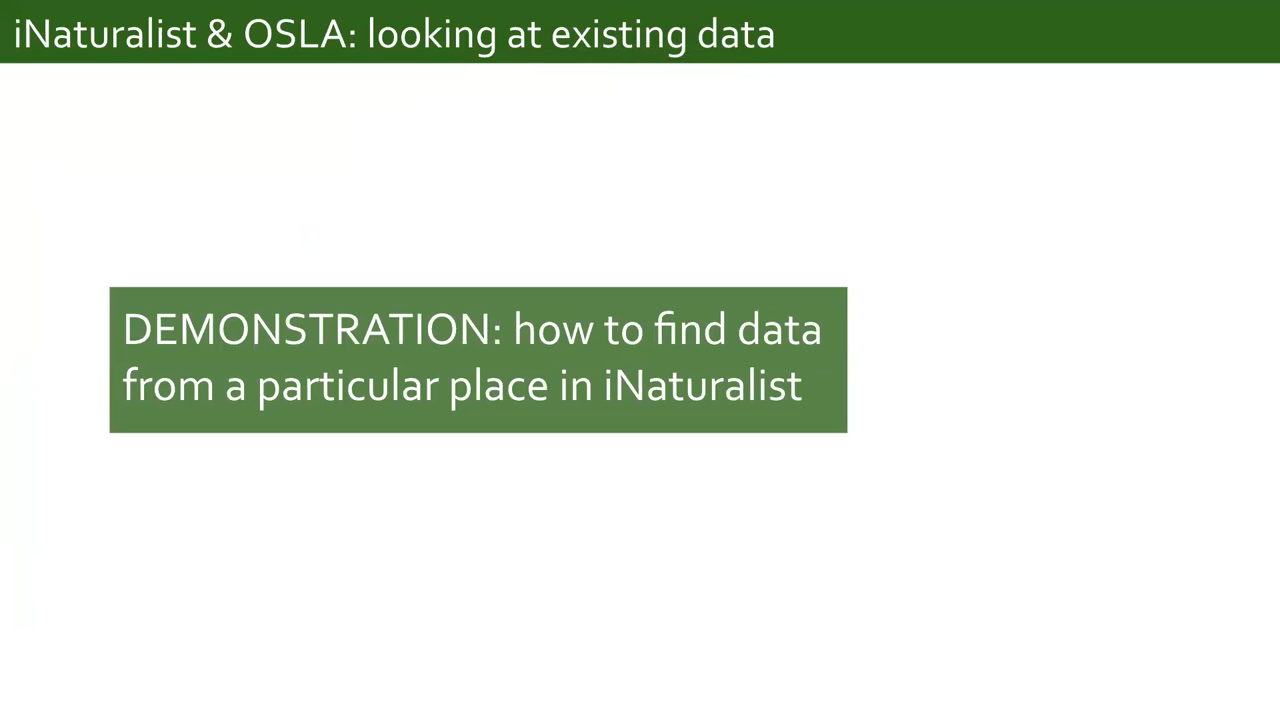 iNaturalist & OSLA: looking at existing data
DEMONSTRATION: how to find data
from a particular place in iNaturalist